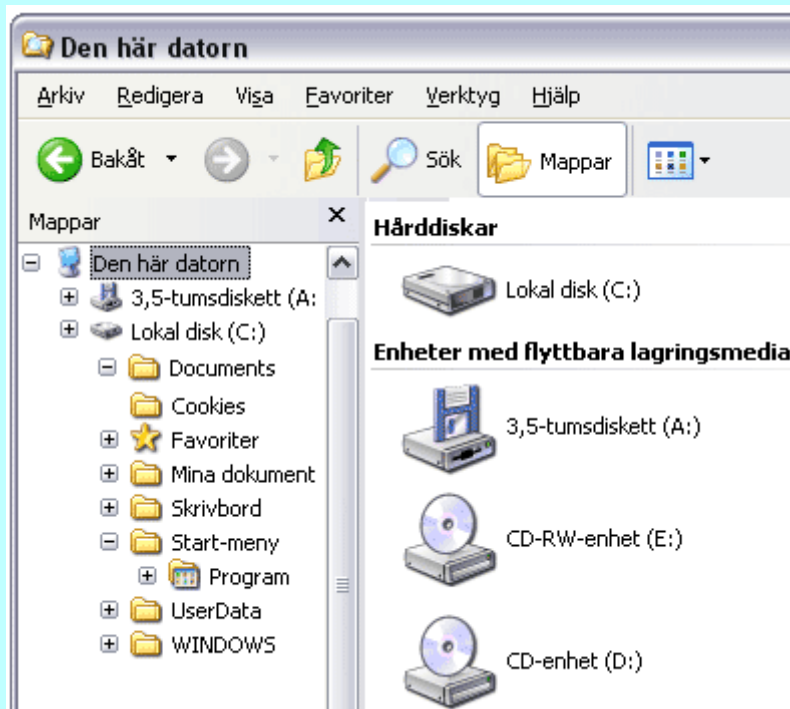 Den här datorn
Arkiv Redigera Visa Favoriter Verktyg Hjälp
Bakåt Sök Mappar
Mappar
Den här datorn
3,5-tumsdiskett (A:
Lokal disk (C:)
Documents
Cookies
Favoriter
Mina dokument
Skrivbord
Start-meny
Program
UserData
WINDOWS
Hårddiskar
Lokal disk (C:)
Enheter med flyttbara lagringsmedia
3,5-tumsdiskett (A:)
CD-RW-enhet (E:)
CD-enhet (D:)